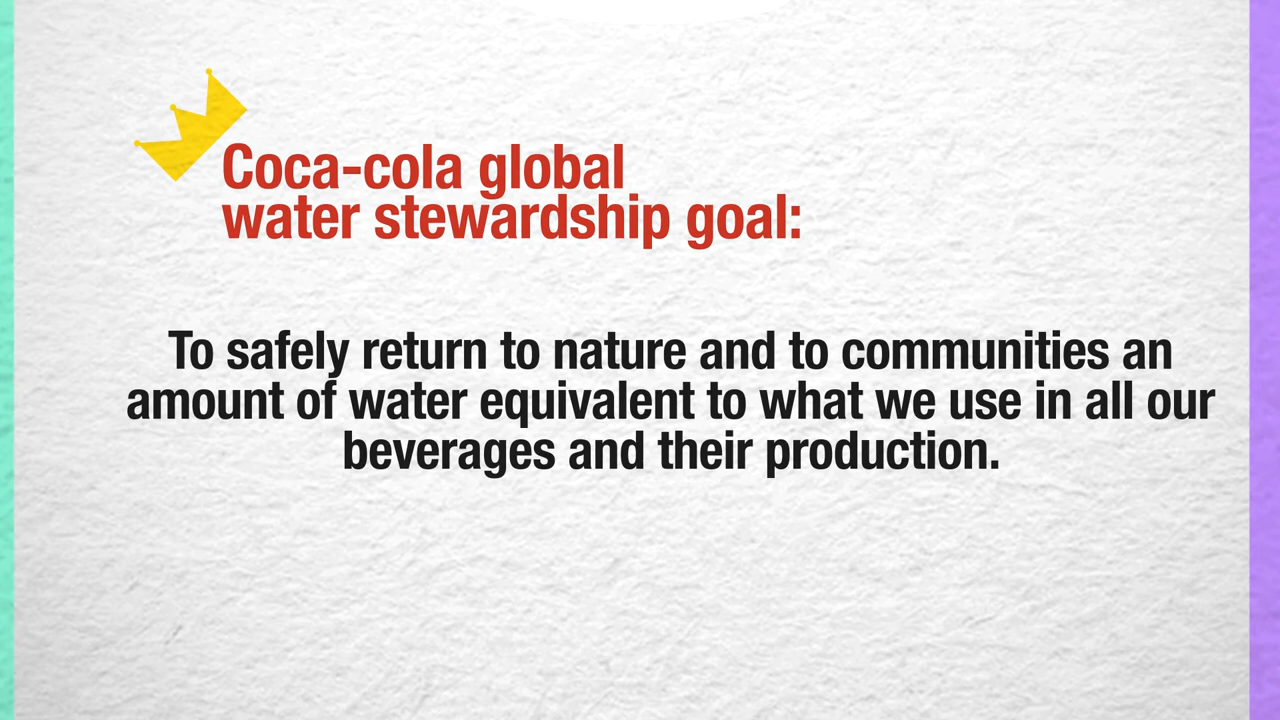 Coca-cola global
water stewardship goal:
To safely return to nature and to communities an
amount of water equivalent to what we use in all our
beverages and their production.